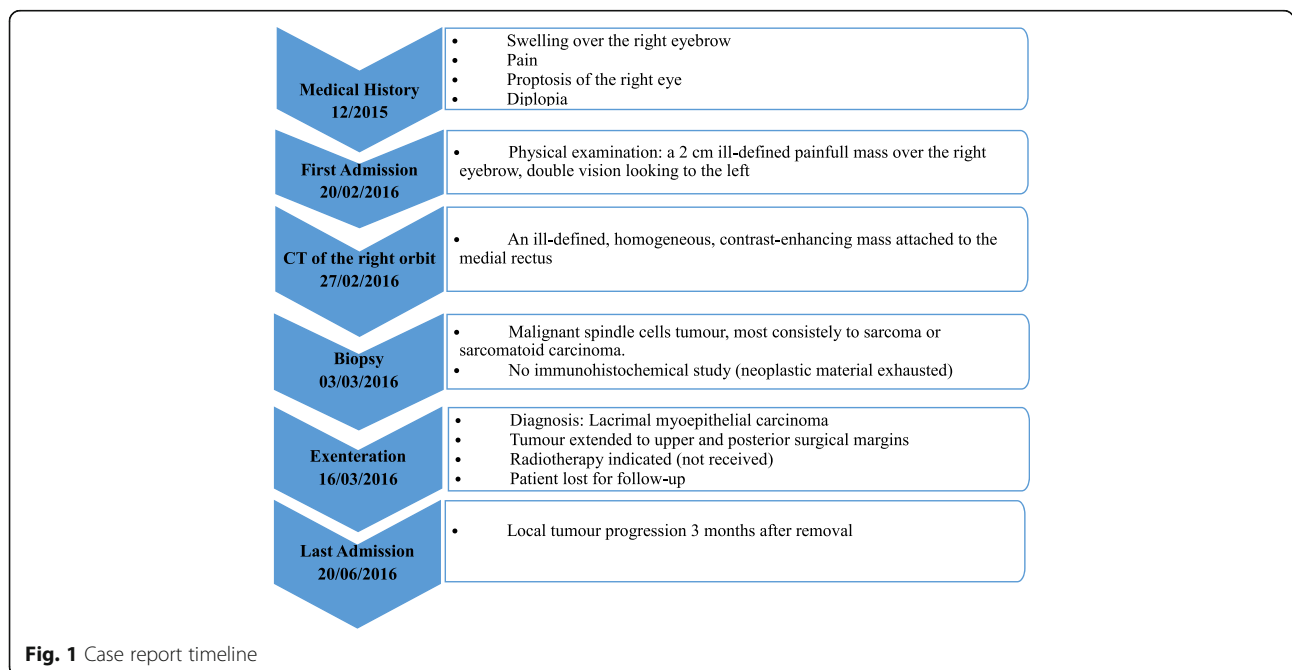 Medical History
12/2015
• Swelling over the right eyebrow
• Pain
• Proptosis of the right eye
• Diplopia
First Admission
20/02/2016
• Physical examination: a 2 cm ill-defined painfull mass over the right
eyebrow, double vision looking to the left
CT of the right orbit
27/02/2016
• An ill-defined, homogeneous, contrast-enhancing mass attached to the
medial rectus
Biopsy
03/03/2016
• Malignant spindle cells tumour, most consistely to sarcoma or
sarcomatoid carcinoma.
• No immunohistochemical study (neoplastic material exhausted)
Exenteration
16/03/2016
• Diagnosis: Lacrimal myoepithelial carcinoma
• Tumour extended to upper and posterior surgical margins
• Radiotherapy indicated (not received)
• Patient lost for follow-up
Last Admission
20/06/2016
• Local tumour progression 3 months after removal
Fig. 1 Case report timeline